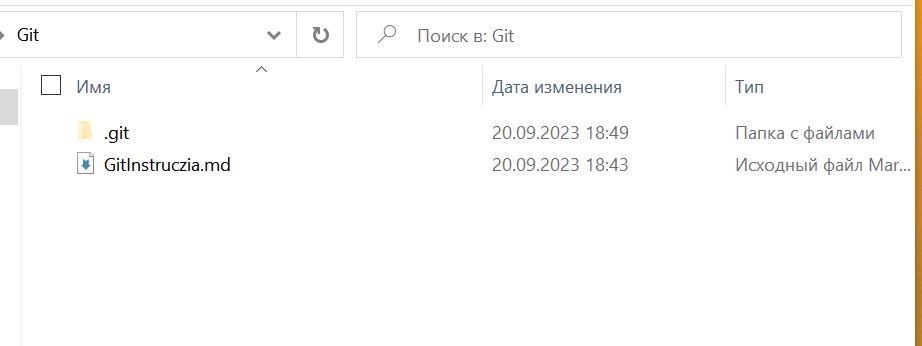 Git
Поиск в: Git
Имя Дата изменения Тип
.git 20.09.2023 18:49 Папка с файлами
GitInstruczia.md 20.09.2023 18:43 Исходный файл Mar...